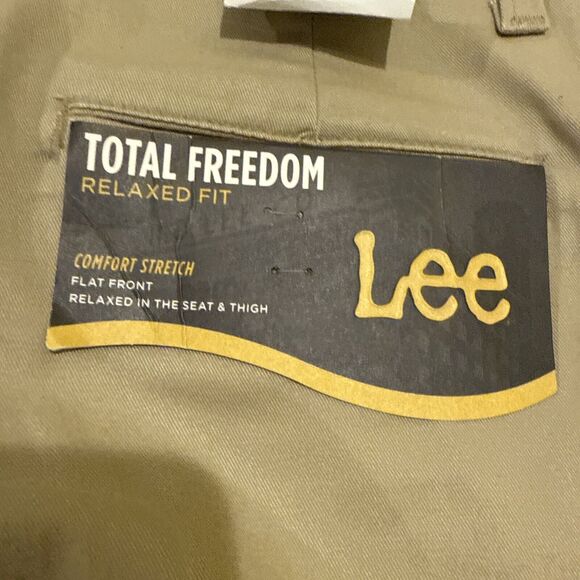 TOTAL FREEDOM
RELAXED FIT
COMFORT STRETCH
FLAT FRONT
RELAXED IN THE SEAT & THIGH
Lee